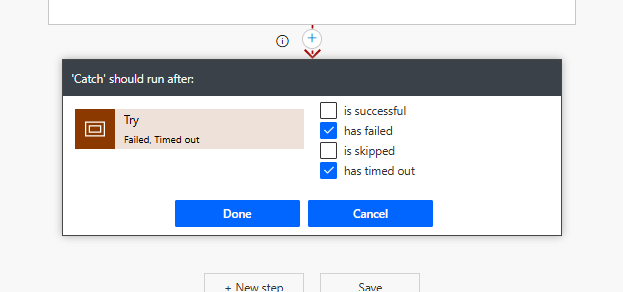 'Catch' should run after:
Try
Failed, Timed out
is successful
has failed
is skipped
has timed out
Done
Cancel
+ New step
Save